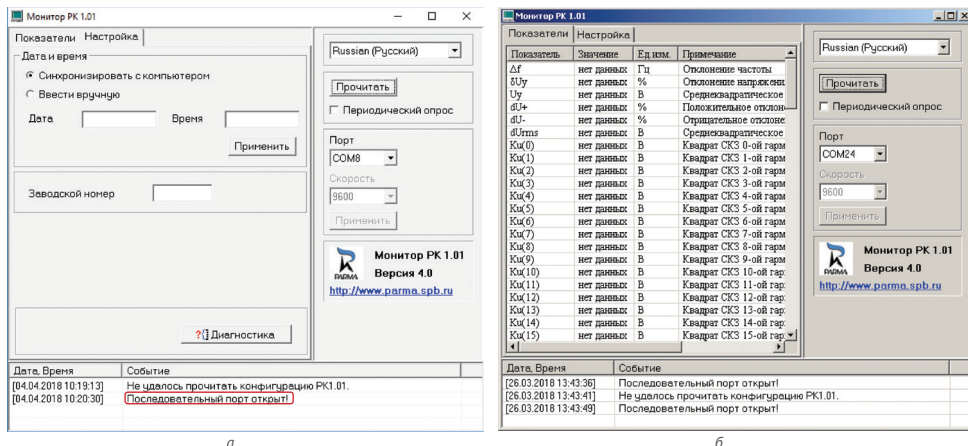 Монитор РК 1.01
Показатели Настройка
Дата и время
Синхронизировать с компьютером
Ввести вручную
Дата Время
Применить
Заводской номер
?{} Диагностика
Russian (Русский)
Прочитать
Периодический опрос
Порт
COM8
Скорость
9600
Применить
PARMA
Монитор РК 1.01
Версия 4.0
http://www.parma.spb.ru
Дата, Время Событие
[04.04.2018 10:19:13] Не удалось прочитать конфигурацию РК1.01.
[04.04.2018 10:20:30] Последовательный порт открыт!
а
Монитор РК 1.01
Показатели Настройка
Показатель Значение Ед.изм. Примечание
Δf нет данных Гц Отклонение частоты
δUy нет данных % Отклонение напряжени
Uy нет данных В Среднеквадратическое
dU+ нет данных % Положительное отклон
dU- нет данных % Отрицательное отклоне
dUrms нет данных В Среднеквадратическое
Ku(0) нет данных В Квадрат СКЗ 0-ой гарм
Ku(1) нет данных В Квадрат СКЗ 1-ой гарм
Ku(2) нет данных В Квадрат СКЗ 2-ой гарм
Ku(3) нет данных В Квадрат СКЗ 3-ой гарм
Ku(4) нет данных В Квадрат СКЗ 4-ой гарм
Ku(5) нет данных В Квадрат СКЗ 5-ой гарм
Ku(6) нет данных В Квадрат СКЗ 6-ой гарм
Ku(7) нет данных В Квадрат СКЗ 7-ой гарм
Ku(8) нет данных В Квадрат СКЗ 8-ой гарм
Ku(9) нет данных В Квадрат СКЗ 9-ой гарм
Ku(10) нет данных В Квадрат СКЗ 10-ой гар
Ku(11) нет данных В Квадрат СКЗ 11-ой гар
Ku(12) нет данных В Квадрат СКЗ 12-ой гар
Ku(13) нет данных В Квадрат СКЗ 13-ой гар
Ku(14) нет данных В Квадрат СКЗ 14-ой гар
Ku(15) нет данных В Квадрат СКЗ 15-ой гар
Russian (Русский)
Прочитать
Периодический опрос
Порт
COM24
Скорость
9600
Применить
PARMA
Монитор РК 1.01
Версия 4.0
http://www.parma.spb.ru
Дата, Время Событие
[26.03.2018 13:43:36] Последовательный порт открыт!
[26.03.2018 13:43:41] Не удалось прочитать конфигурацию РК1.01.
[26.03.2018 13:43:49] Последовательный порт открыт!
б